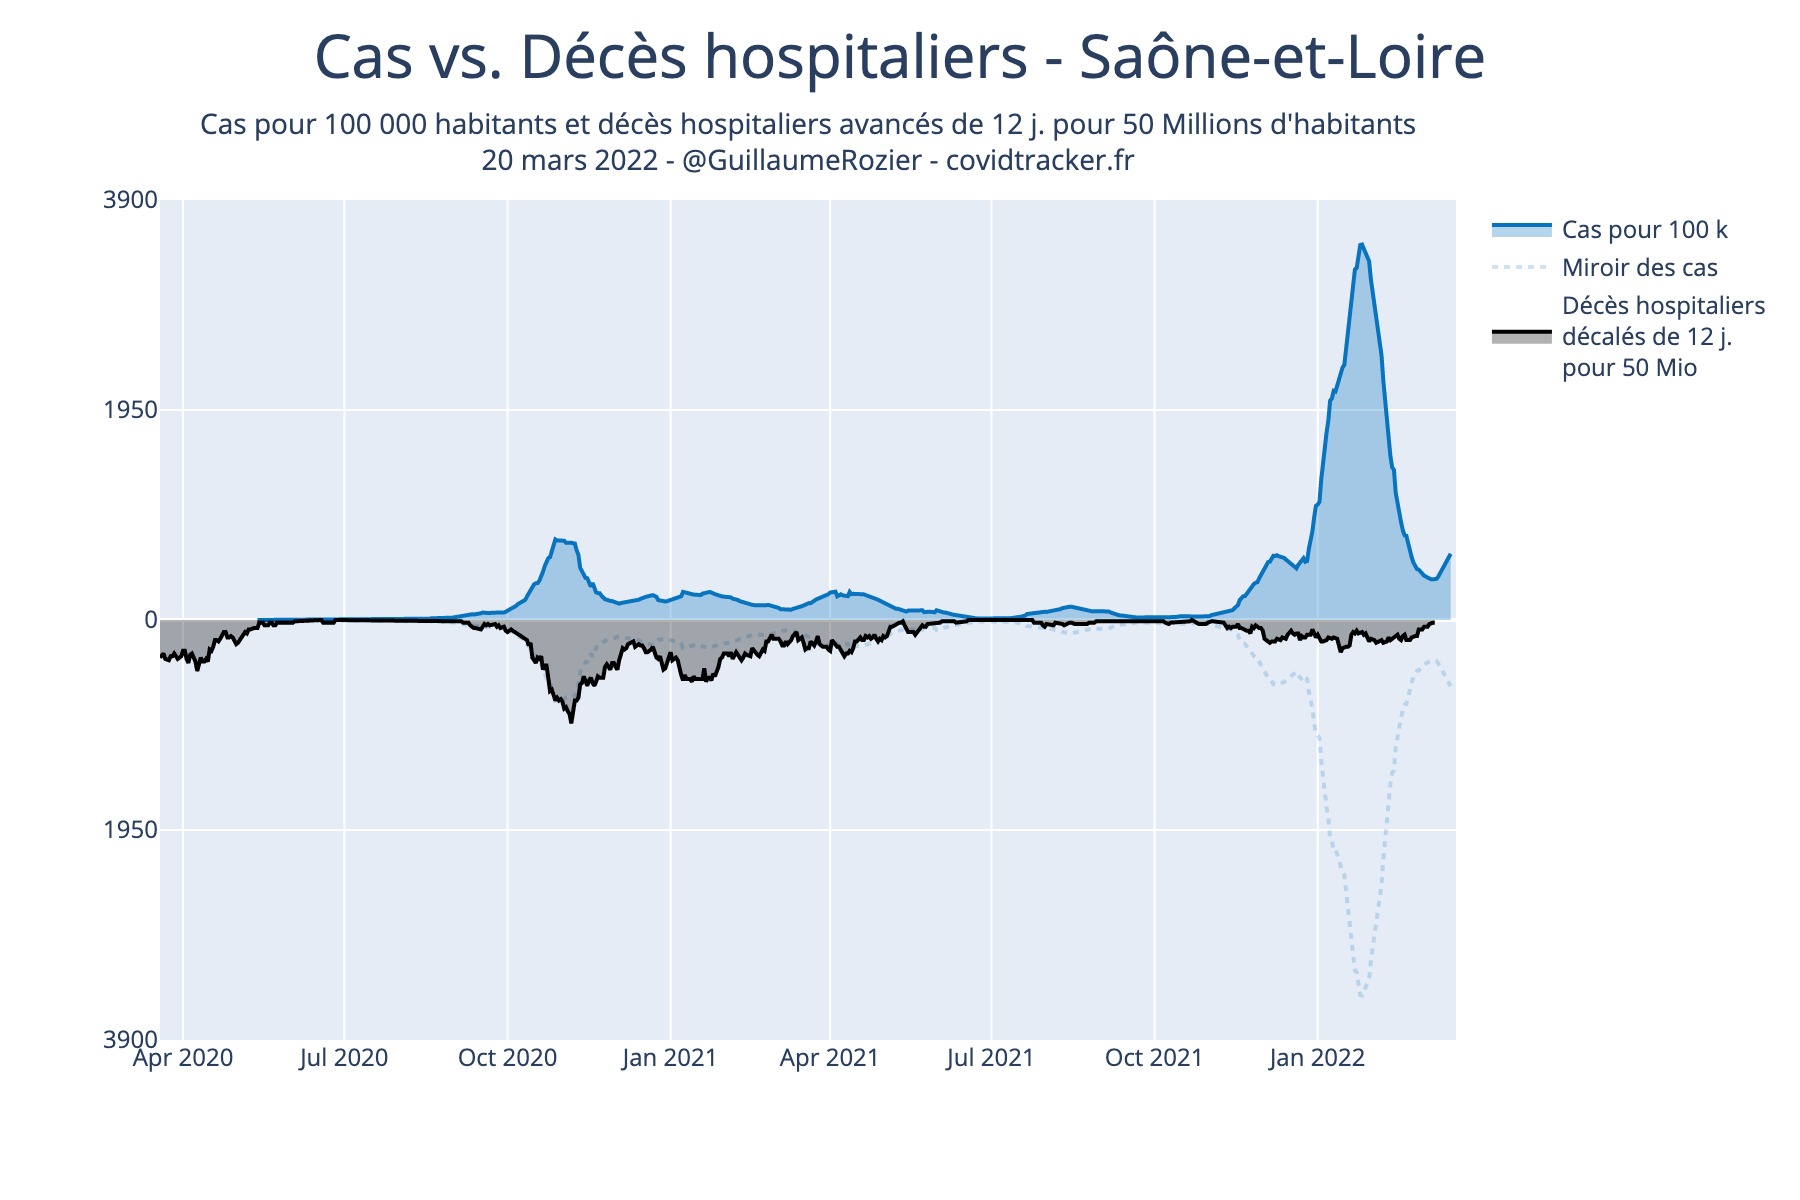 Cas vs. Décès hospitaliers - Saône-et-Loire
Cas pour 100 000 habitants et décès hospitaliers avancés de 12 j. pour 50 Millions d'habitants
20 mars 2022 - @GuillaumeRozier - covidtracker.fr
3900
1950
0
1950
3900
Apr 2020
Jul 2020
Oct 2020
Jan 2021
Apr 2021
Jul 2021
Oct 2021
Jan 2022
Cas pour 100 k
Miroir des cas
Décès hospitaliers
décalés de 12 j.
pour 50 Mio